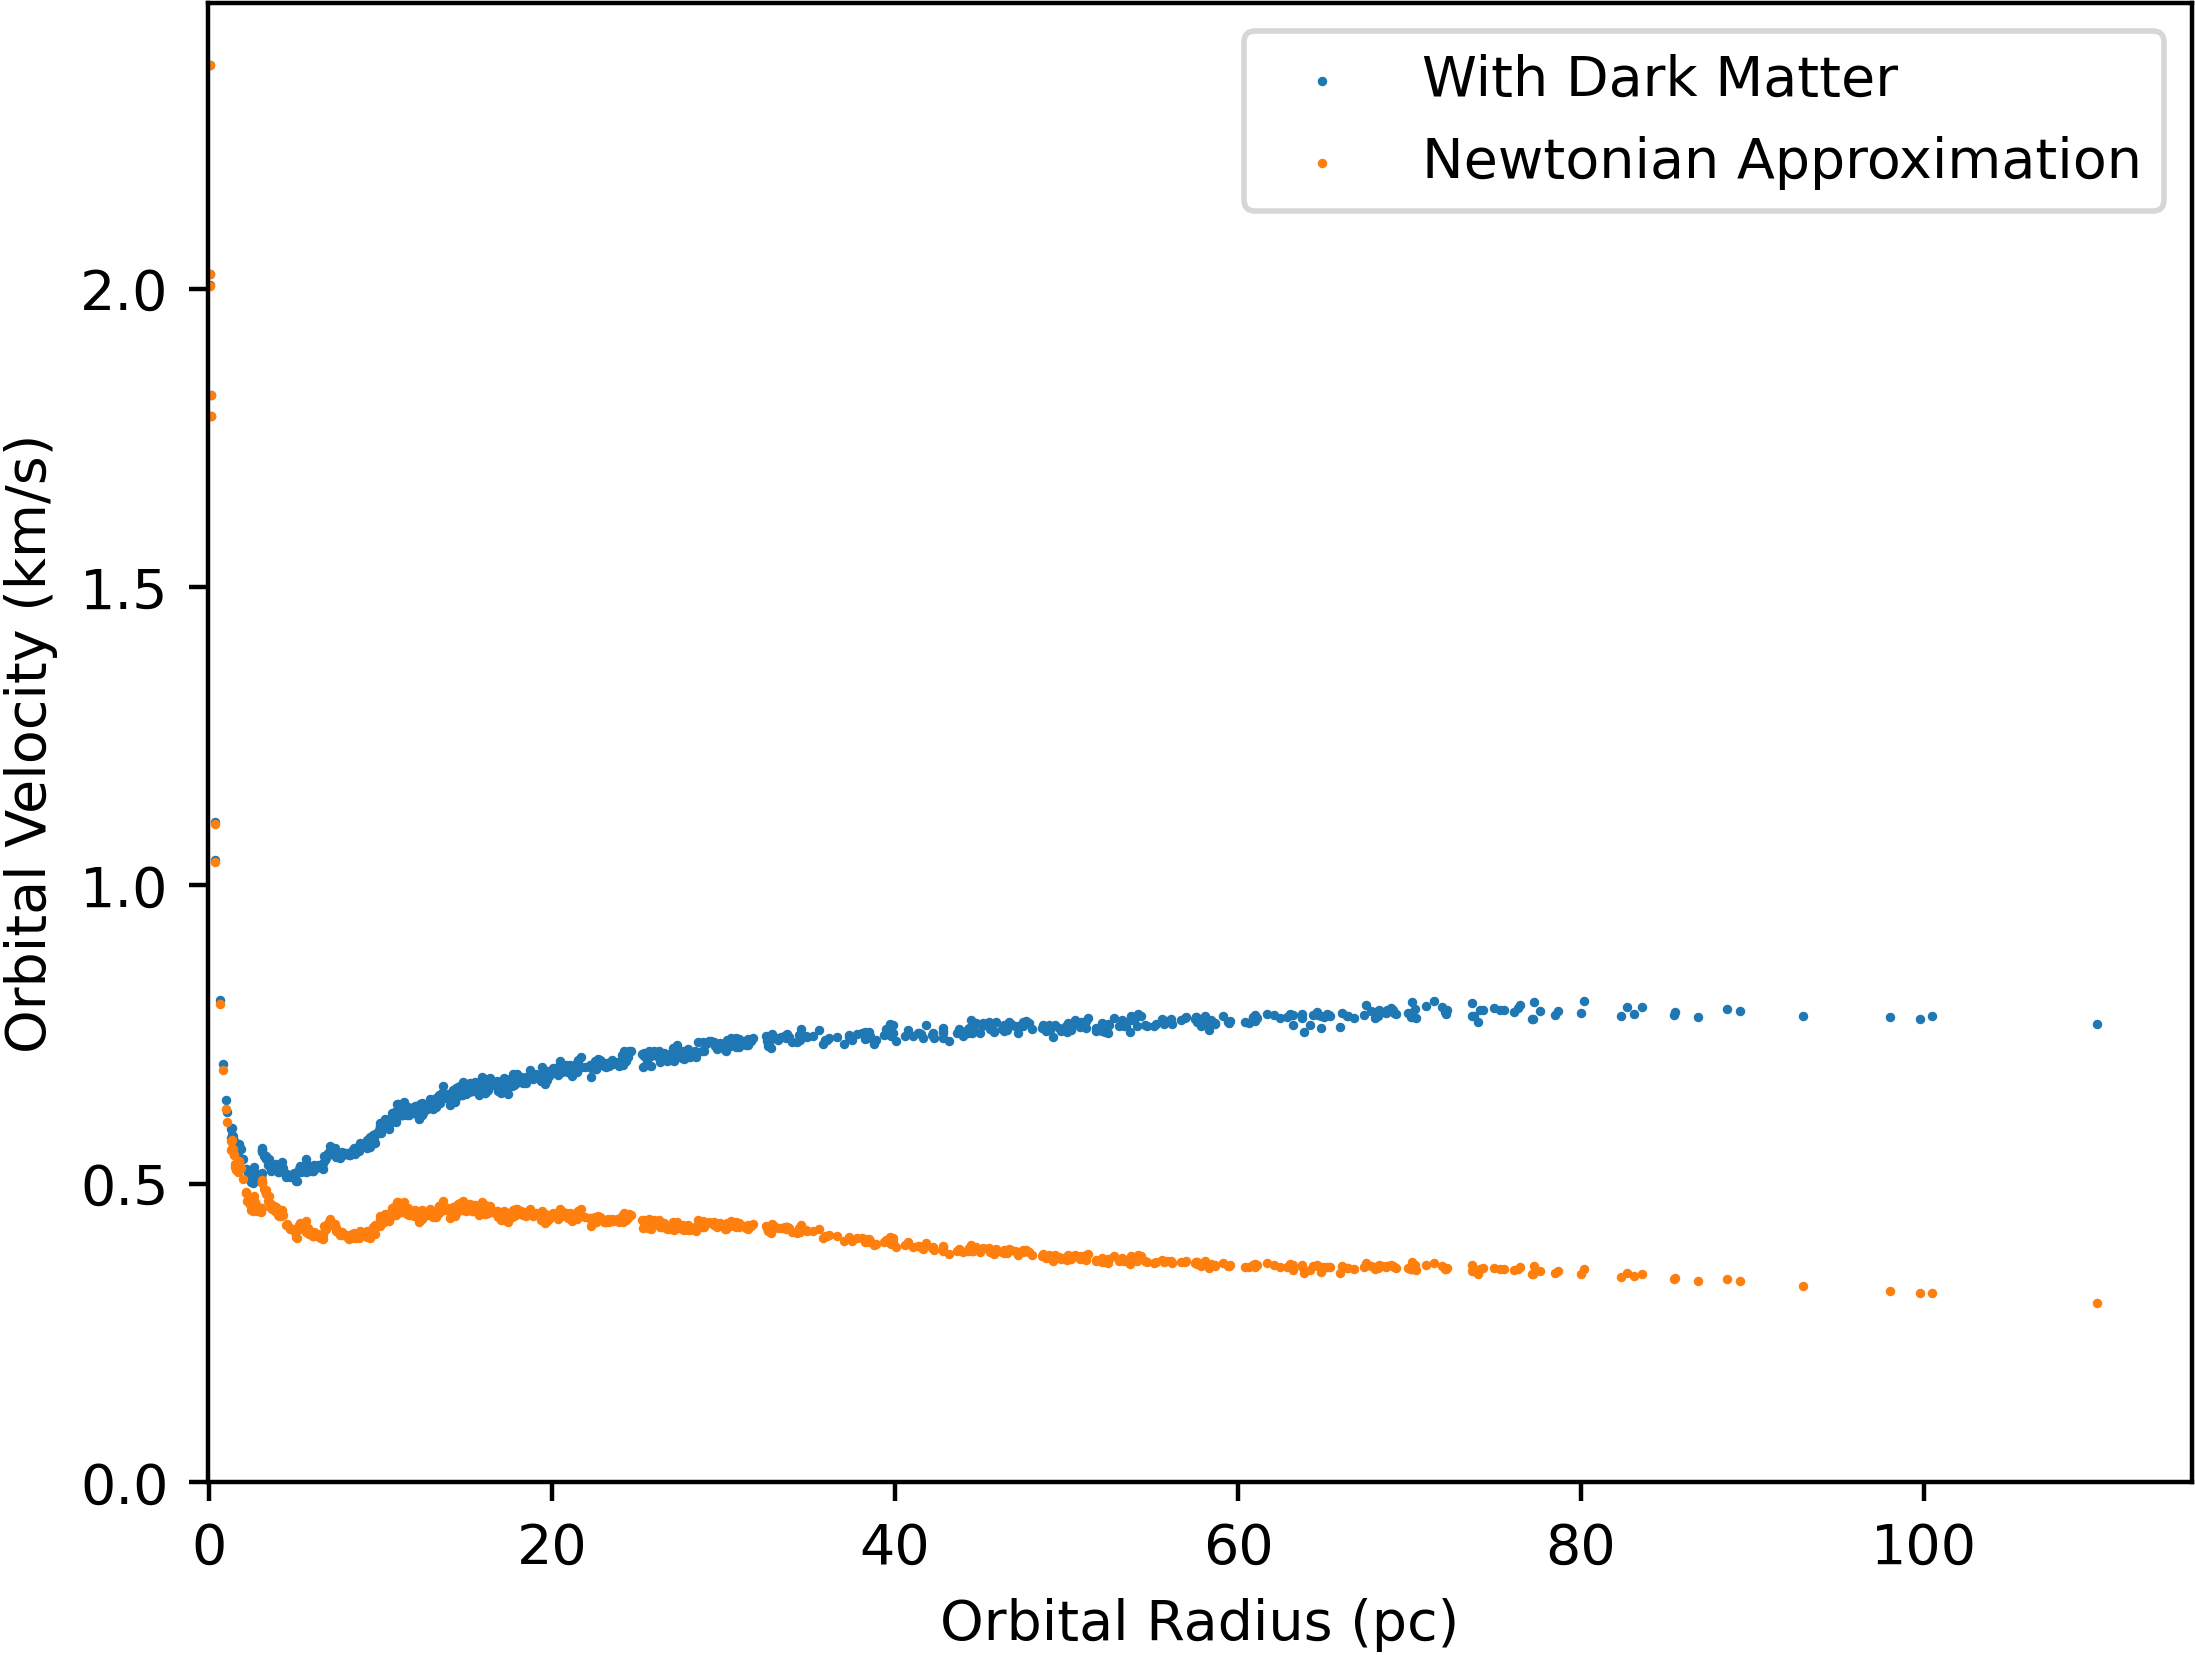 With Dark Matter
Newtonian Approximation
2.0
1.5
1.0
0.5
0.0
Orbital Velocity (km/s)
0 20 40 60 80 100
Orbital Radius (pc)